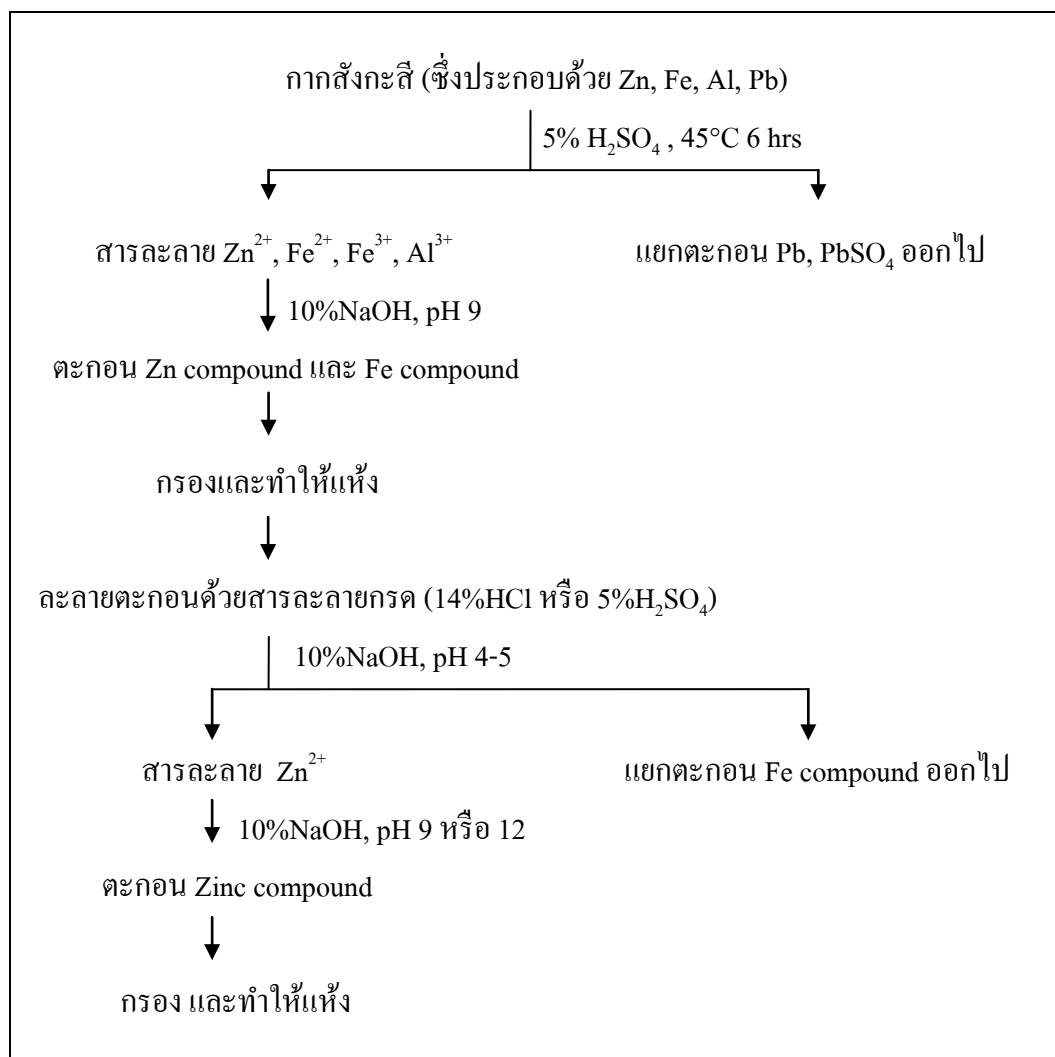 กากสังกะสี (ซึ่งประกอบด้วย Zn, Fe, Al, Pb)
5% H₂SO₄ , 45°C 6 hrs
สารละลาย Zn²⁺, Fe²⁺, Fe³⁺, Al³⁺
แยกตะกอน Pb, PbSO₄ ออกไป
10%NaOH, pH 9
ตะกอน Zn compound และ Fe compound
กรองและทำให้แห้ง
ละลายตะกอนด้วยสารละลายกรด (14%HCl หรือ 5%H₂SO₄)
10%NaOH, pH 4-5
สารละลาย Zn²⁺
แยกตะกอน Fe compound ออกไป
10%NaOH, pH 9 หรือ 12
ตะกอน Zinc compound
กรอง และทำให้แห้ง